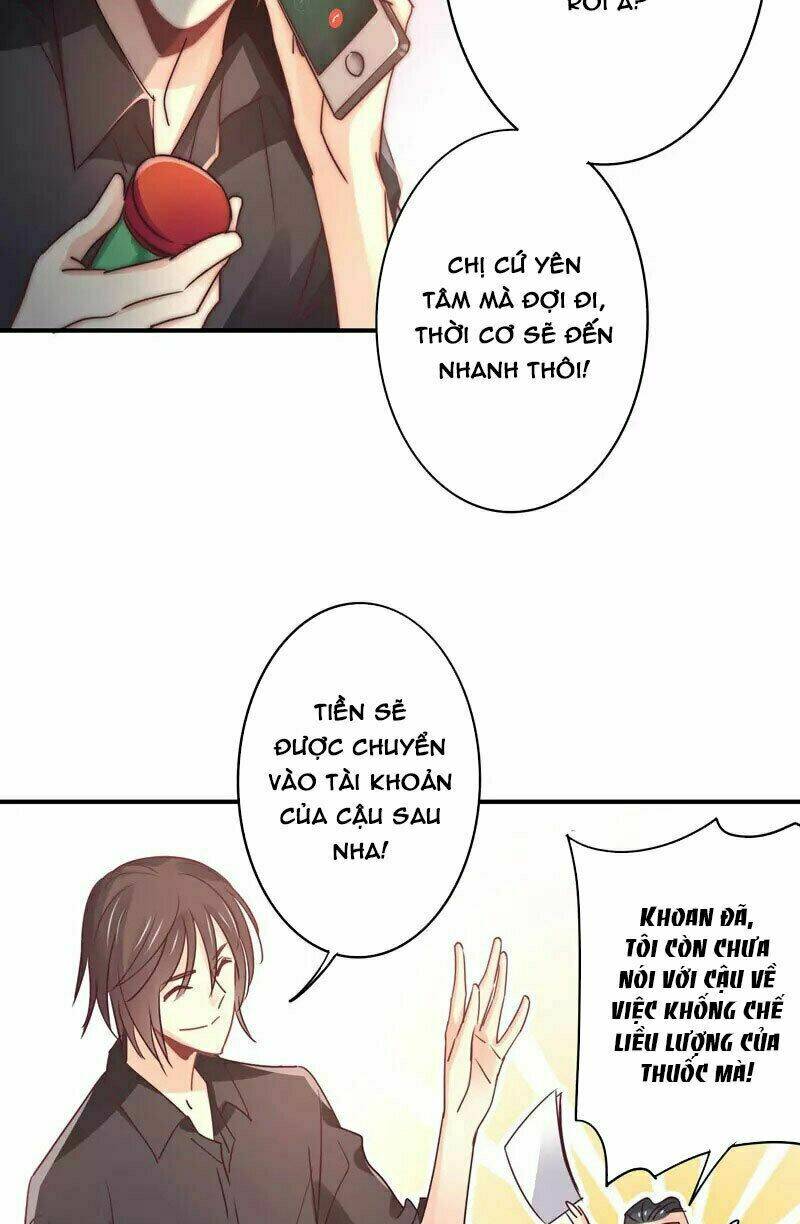 RỒI À?
CHỊ CỨ YÊN
TÂM MÀ ĐỢI ĐI,
THỜI CƠ SẼ ĐẾN
NHANH THÔI!
TIỀN SẼ
ĐƯỢC CHUYỂN
VÀO TÀI KHOẢN
CỦA CẬU SAU
NHA!
KHOAN ĐÃ,
TÔI CÒN CHƯA
NÓI VỚI CẬU VỀ
VIỆC KHỐNG CHẾ
LIỀU LƯỢNG CỦA
THUỐC MÀ!